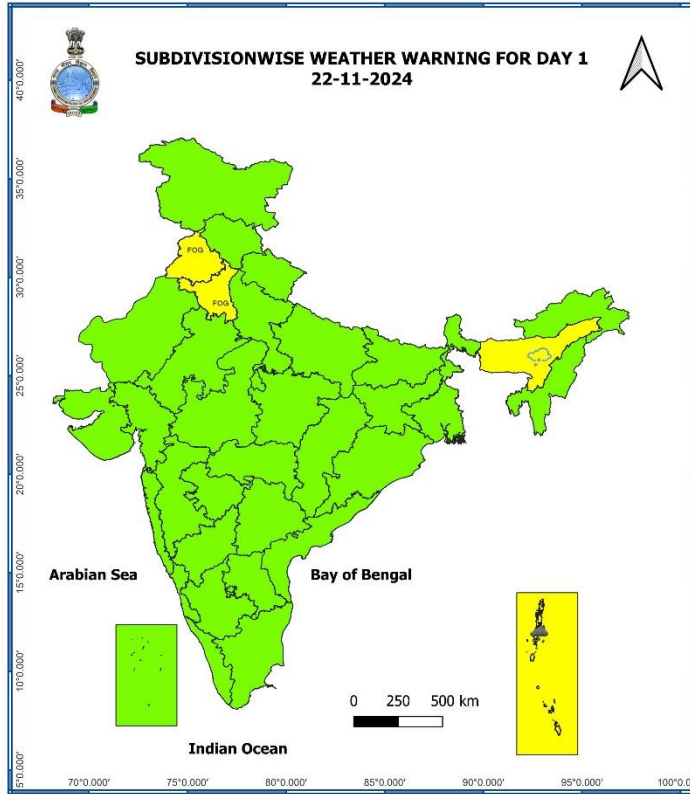 SUBDIVISIONWISE WEATHER WARNING FOR DAY 1
22-11-2024
40°0.000'
35°0.000'
30°0.000'
25°0.000'
20°0.000'
15°0.000'
10°0.000'
5°0.000'
FOG
FOG
Arabian Sea
Bay of Bengal
0 250 500 km
Indian Ocean
70°0.000' 75°0.000' 80°0.000' 85°0.000' 90°0.000' 95°0.000' 100°0.0